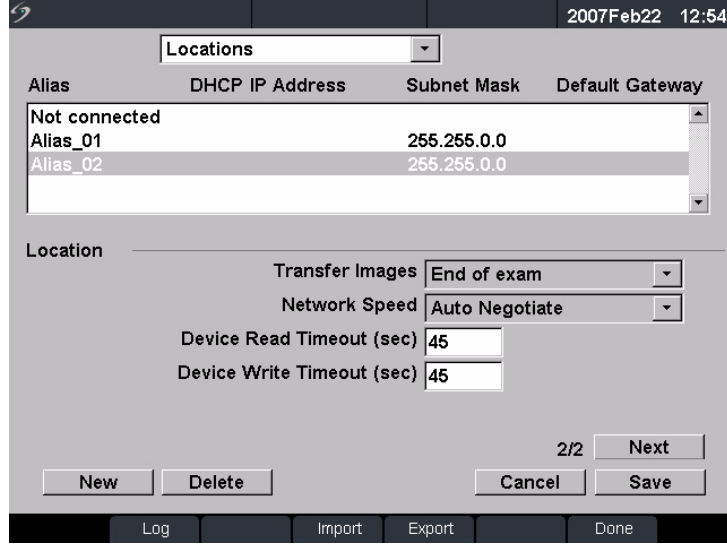 2007Feb22 12:54
Locations
Alias DHCP IP Address Subnet Mask Default Gateway
Not connected
Alias_01 255.255.0.0
Alias_02 255.255.0.0
Location
Transfer Images End of exam
Network Speed Auto Negotiate
Device Read Timeout (sec) 45
Device Write Timeout (sec) 45
2/2 Next
New Delete Cancel Save
Log Import Export Done